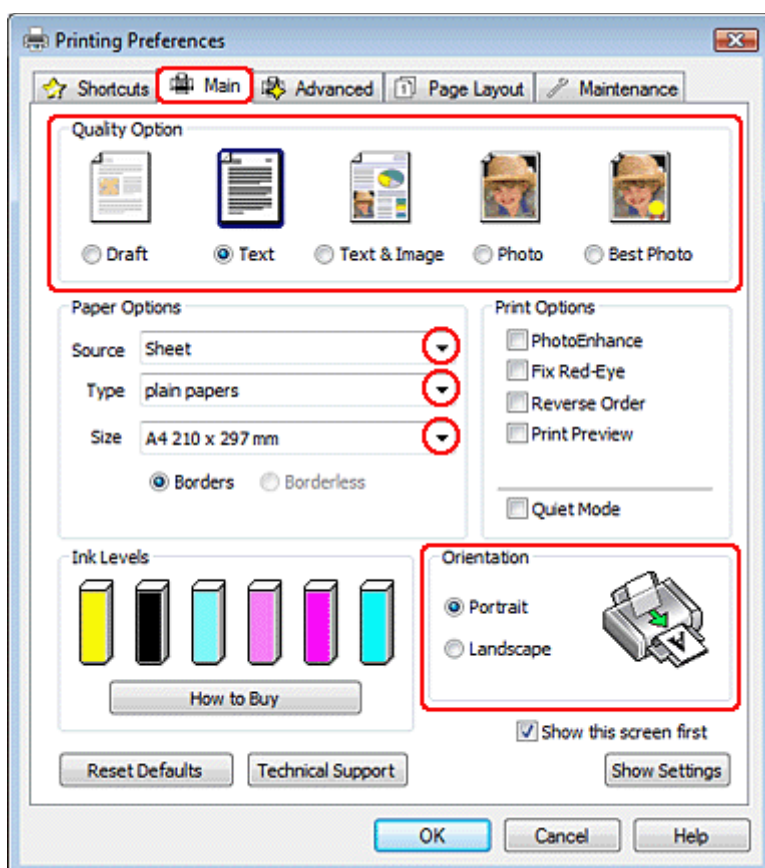 Printing Preferences
Shortcuts Main Advanced Page Layout Maintenance
Quality Option
Draft Text Text & Image Photo Best Photo
Paper Options
Source Sheet
Type plain papers
Size A4 210 x 297 mm
Borders Borderless
Print Options
PhotoEnhance
Fix Red-Eye
Reverse Order
Print Preview
Quiet Mode
Ink Levels
How to Buy
Orientation
Portrait
Landscape
A
Show this screen first
Reset Defaults Technical Support Show Settings
OK Cancel Help